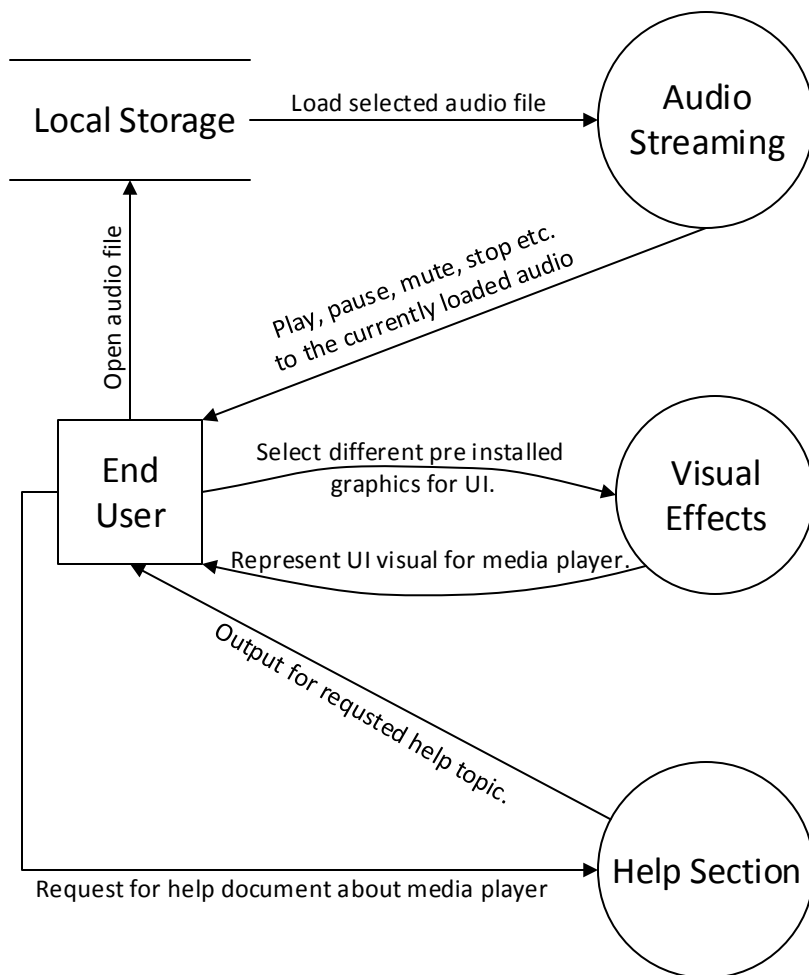 Local Storage
Load selected audio file
Audio
Streaming
Open audio file
Play, pause, mute, stop etc.
to the currently loaded audio
End
User
Select different pre installed
graphics for UI.
Visual
Effects
Represent UI visual for media player.
Output for requsted help topic.
Help Section
Request for help document about media player